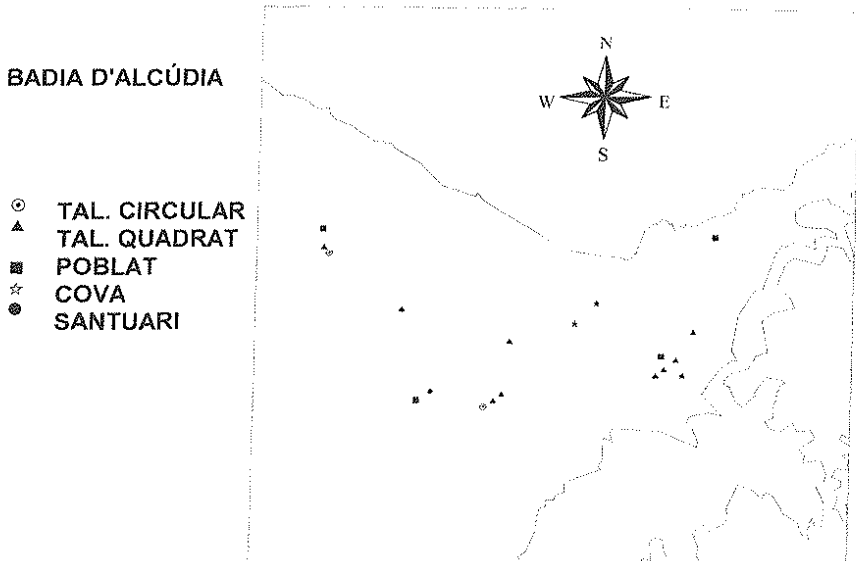 BADIA D'ALCÚDIA
N
W E
S
TAL. CIRCULAR
TAL. QUADRAT
POBLAT
COVA
SANTUARI